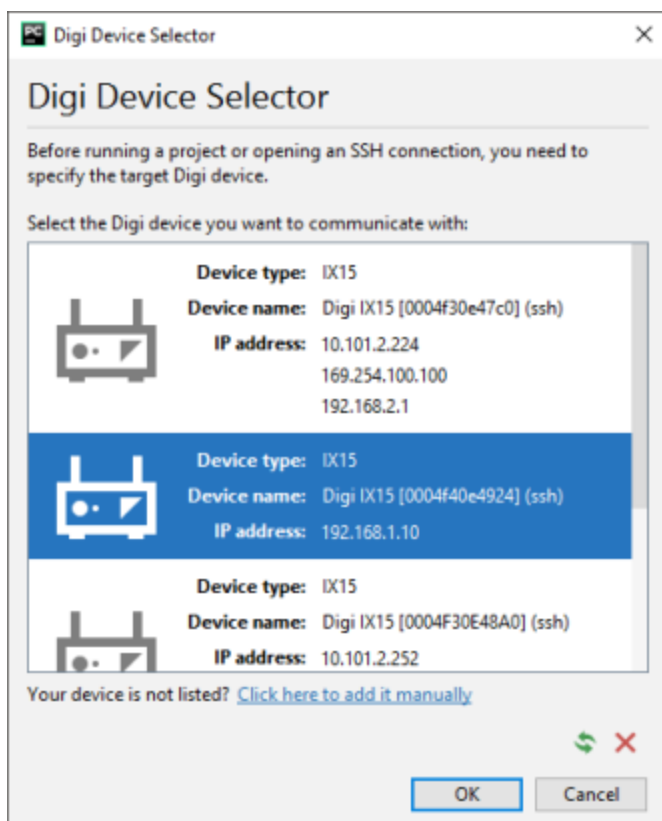 PC
Digi Device Selector
Digi Device Selector
Before running a project or opening an SSH connection, you need to
specify the target Digi device.
Select the Digi device you want to communicate with:
Device type: IX15
Device name: Digi IX15 [0004f30e47c0] (ssh)
IP address: 10.101.2.224
169.254.100.100
192.168.2.1
Device type: IX15
Device name: Digi IX15 [0004f40e4924] (ssh)
IP address: 192.168.1.10
Device type: IX15
Device name: Digi IX15 [0004F30E48A0] (ssh)
IP address: 10.101.2.252
Your device is not listed? Click here to add it manually
OK Cancel